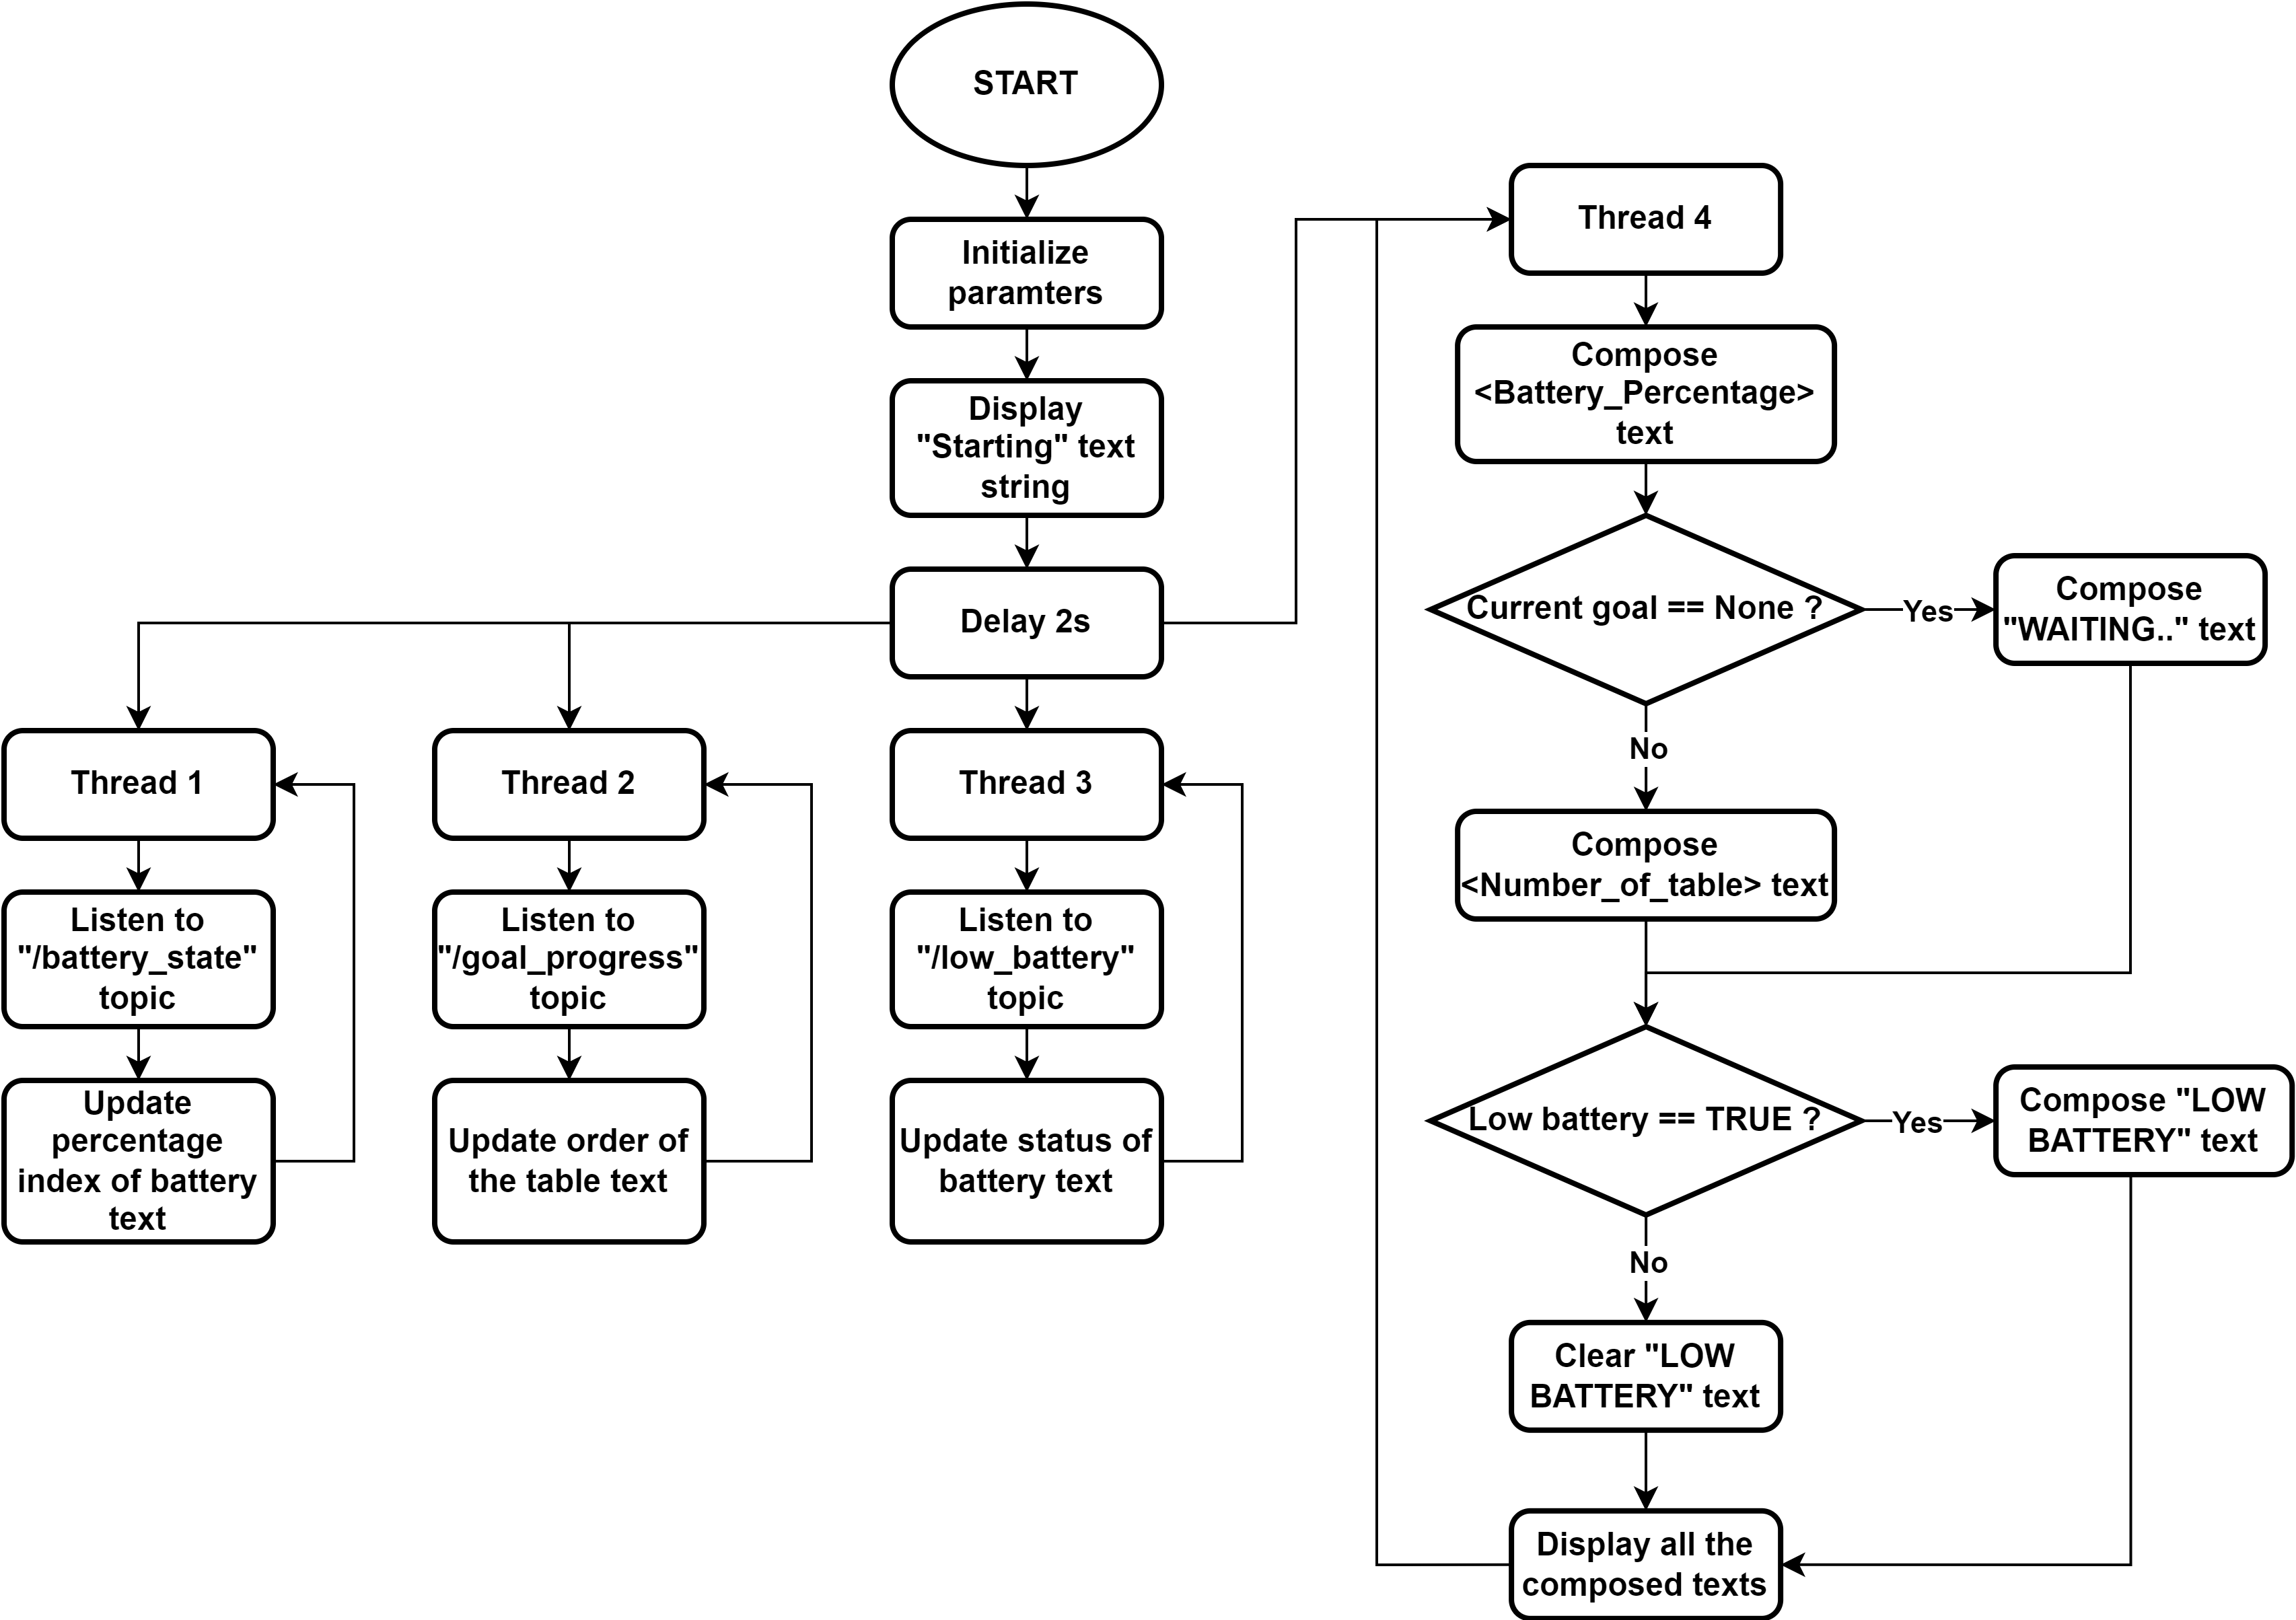 START
Initialize
paramters
Display
"Starting" text
string
Delay 2s
Thread 1
Listen to
"/battery_state"
topic
Update
percentage
index of battery
text
Thread 2
Listen to
"/goal_progress"
topic
Update order of
the table text
Thread 3
Listen to
"/low_battery"
topic
Update status of
battery text
Thread 4
Compose
<Battery_Percentage>
text
Current goal == None ?
Yes
Compose
"WAITING.." text
No
Compose
<Number_of_table> text
Low battery == TRUE ?
Yes
Compose "LOW
BATTERY" text
No
Clear "LOW
BATTERY" text
Display all the
composed texts